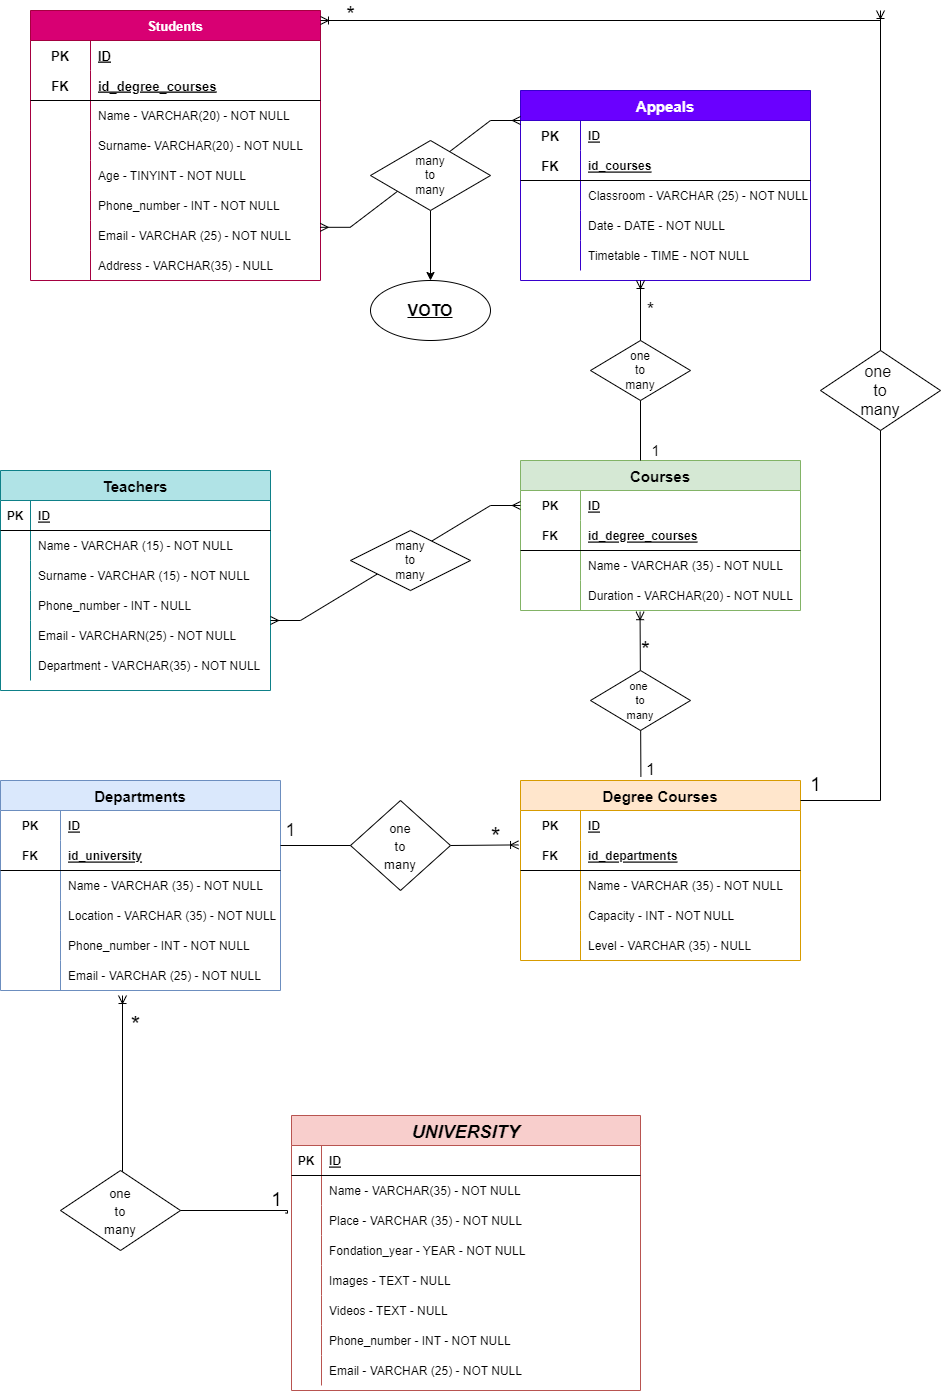 Students
PK ID
FK id_degree_courses
Name - VARCHAR(20) - NOT NULL
Surname- VARCHAR(20) - NOT NULL
Age - TINYINT - NOT NULL
Phone_number - INT - NOT NULL
Email - VARCHAR (25) - NOT NULL
Address - VARCHAR(35) - NULL
*
many
to
many
VOTO
Appeals
PK ID
FK id_courses
Classroom - VARCHAR (25) - NOT NULL
Date - DATE - NOT NULL
Timetable - TIME - NOT NULL
*
one
to
many
1
one
to
many
Teachers
PK ID
Name - VARCHAR (15) - NOT NULL
Surname - VARCHAR (15) - NOT NULL
Phone_number - INT - NULL
Email - VARCHARN(25) - NOT NULL
Department - VARCHAR(35) - NOT NULL
many
to
many
Courses
PK ID
FK id_degree_courses
Name - VARCHAR (35) - NOT NULL
Duration - VARCHAR(20) - NOT NULL
*
one
to
many
1
1
Departments
PK ID
FK id_university
Name - VARCHAR (35) - NOT NULL
Location - VARCHAR (35) - NOT NULL
Phone_number - INT - NOT NULL
Email - VARCHAR (25) - NOT NULL
1
one
to
many
*
Degree Courses
PK ID
FK id_departments
Name - VARCHAR (35) - NOT NULL
Capacity - INT - NOT NULL
Level - VARCHAR (35) - NULL
*
one
to
many
1
UNIVERSITY
PK ID
Name - VARCHAR(35) - NOT NULL
Place - VARCHAR (35) - NOT NULL
Fondation_year - YEAR - NOT NULL
Images - TEXT - NULL
Videos - TEXT - NULL
Phone_number - INT - NOT NULL
Email - VARCHAR (25) - NOT NULL